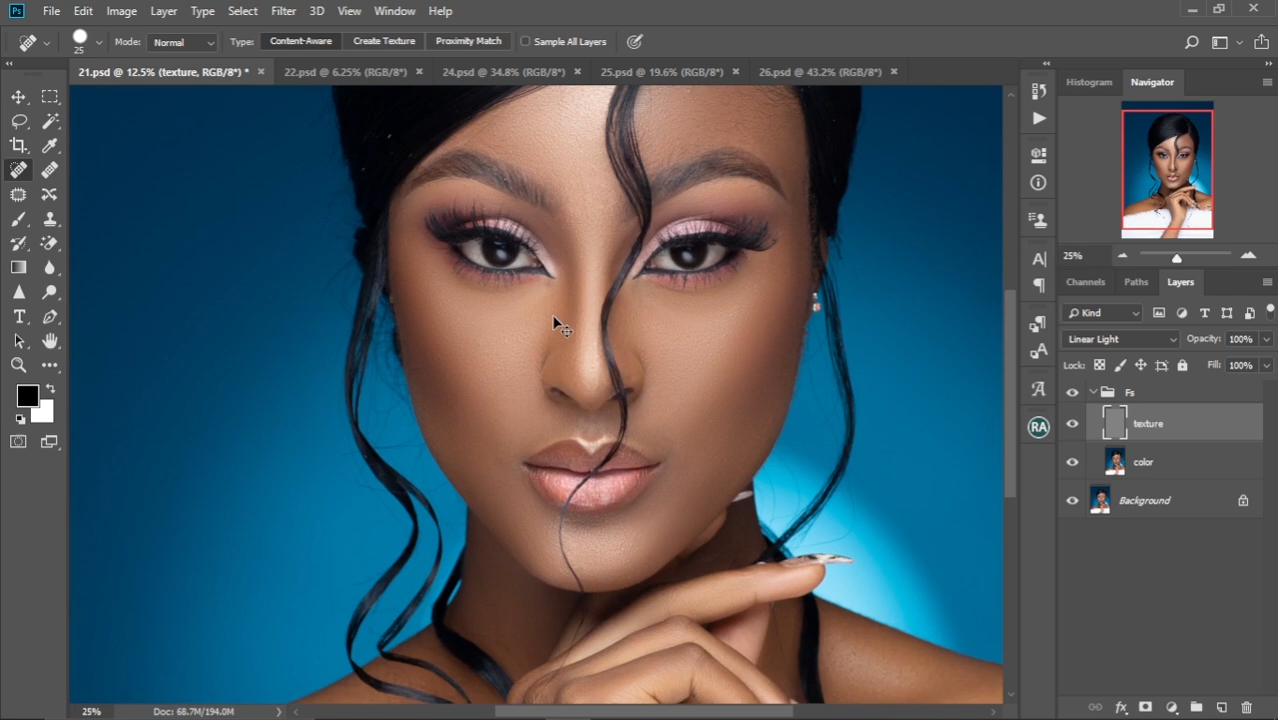 Ps File Edit Image Layer Type Select Filter 3D View Window Help
25 Mode: Normal Type: Content-Aware Create Texture Proximity Match Sample All Layers
21.psd @ 12.5% (texture, RGB/8*) * × 22.psd @ 6.25% (RGB/8*) × 24.psd @ 34.8% (RGB/8*) × 25.psd @ 19.6% (RGB/8*) × 26.psd @ 43.2% (RGB/8*) ×
Histogram Navigator
25%
Channels Paths Layers
Kind
Linear Light Opacity: 100%
Lock: Fill: 100%
Fs
texture
color
Background
RA
25% Doc: 68.7M/194.0M